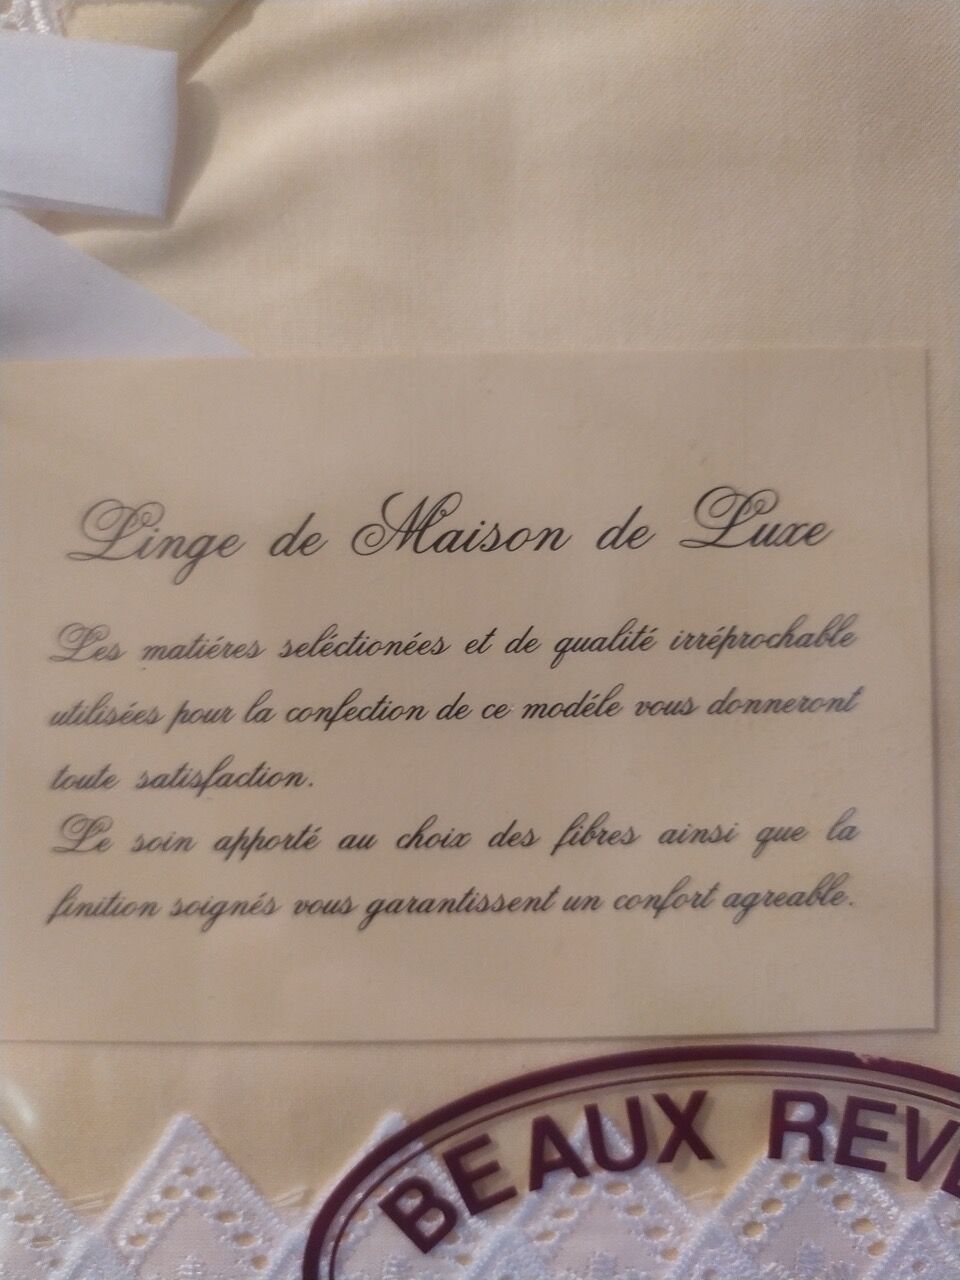 Linge de Maison de Luxe
Les matiéres seléctionées et de qualité irréprochable
utilisées pour la confection de ce modéle vous donneront
toute satisfaction.
Le soin apporté au choix des fibres ainsi que la
finition soignés vous garantissent un confort agreable.
BEAUX REVE